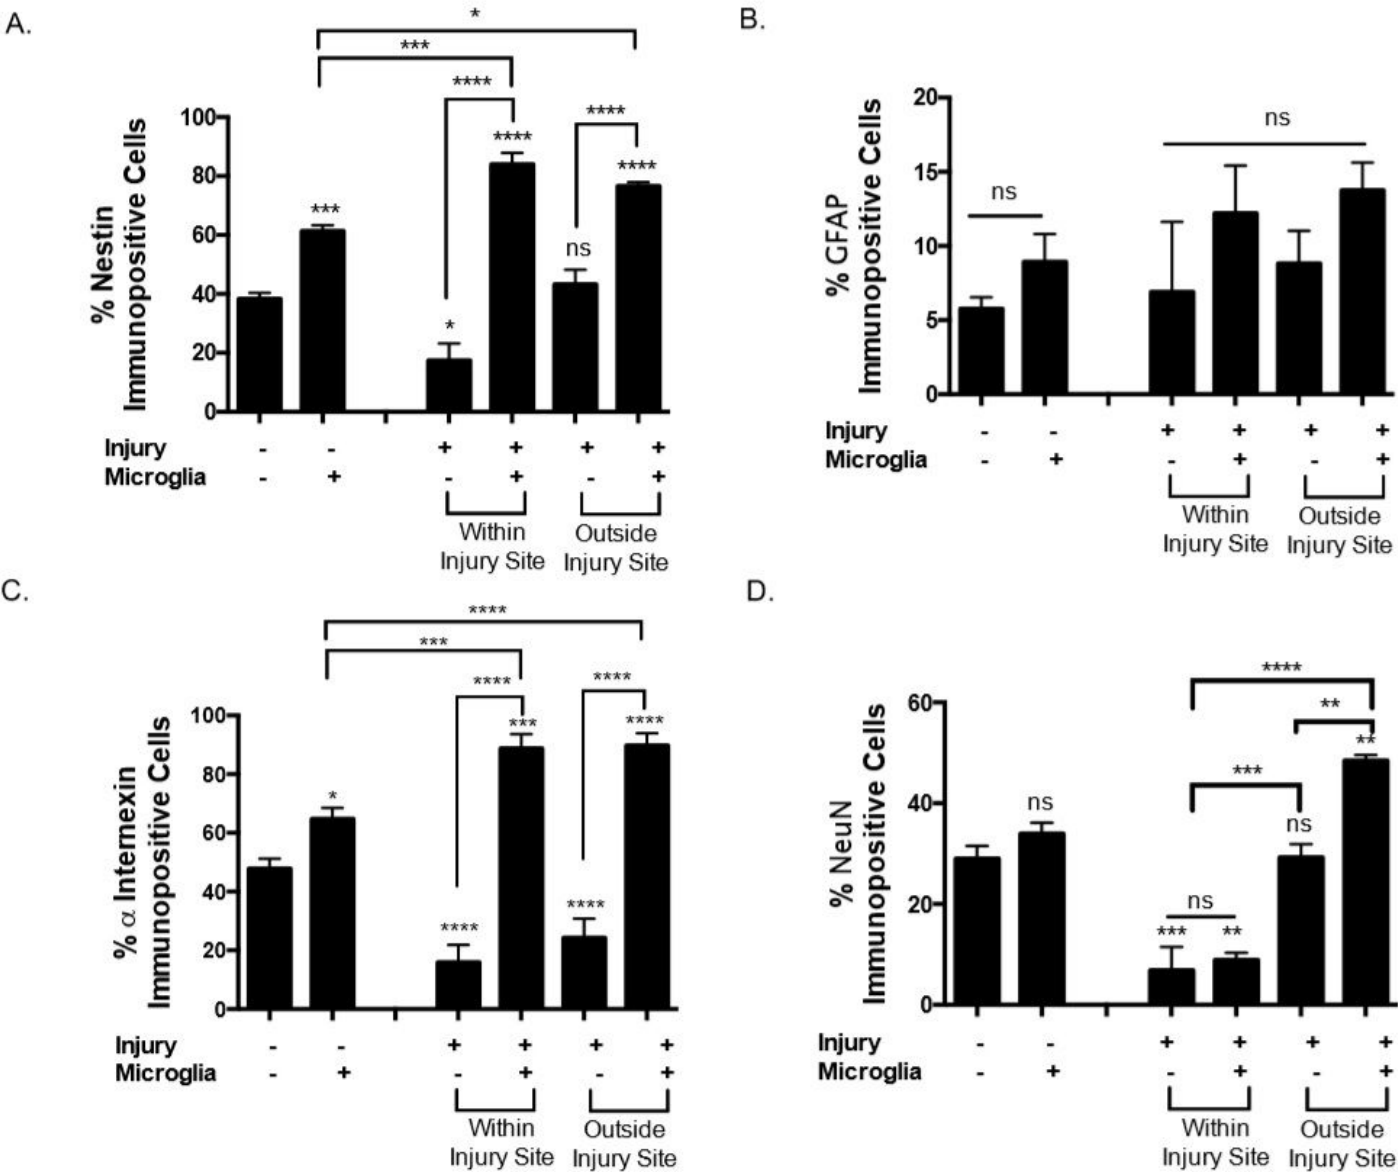 A.
*
***
****
****
****
****
***
ns
*
% Nestin
Immunopositive Cells
100
80
60
40
20
0
Injury - - + + + +
Microglia - + - + - +
Within
Injury Site
Outside
Injury Site
B.
ns
ns
% GFAP
Immunopositive Cells
20
15
10
5
0
Injury - - + + + +
Microglia - + - + - +
Within
Injury Site
Outside
Injury Site
C.
****
***
****
****
***
****
*
****
****
% α Internexin
Immunopositive Cells
100
80
60
40
20
0
Injury - - + + + +
Microglia - + - + - +
Within
Injury Site
Outside
Injury Site
D.
****
**
**
***
ns
ns
ns
***
**
% NeuN
Immunopositive Cells
60
40
20
0
Injury - - + + + +
Microglia - + - + - +
Within
Injury Site
Outside
Injury Site